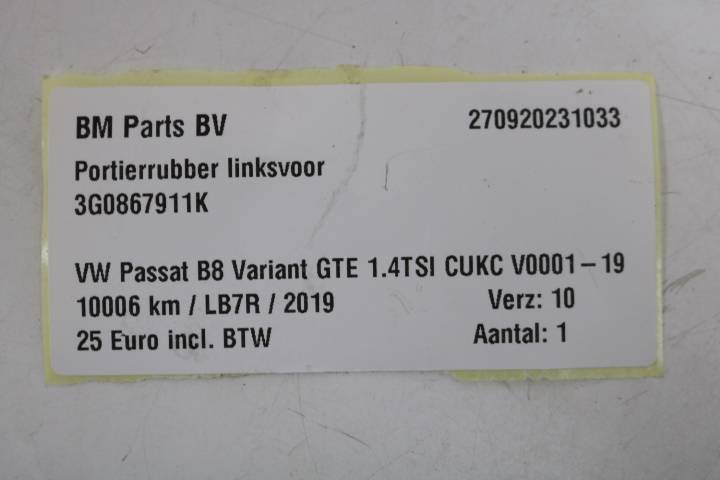 BM Parts BV 270920231033
Portierrubber linksvoor
3G0867911K
VW Passat B8 Variant GTE 1.4TSI CUKC V0001-19
10006 km / LB7R / 2019 Verz: 10
25 Euro incl. BTW Aantal: 1